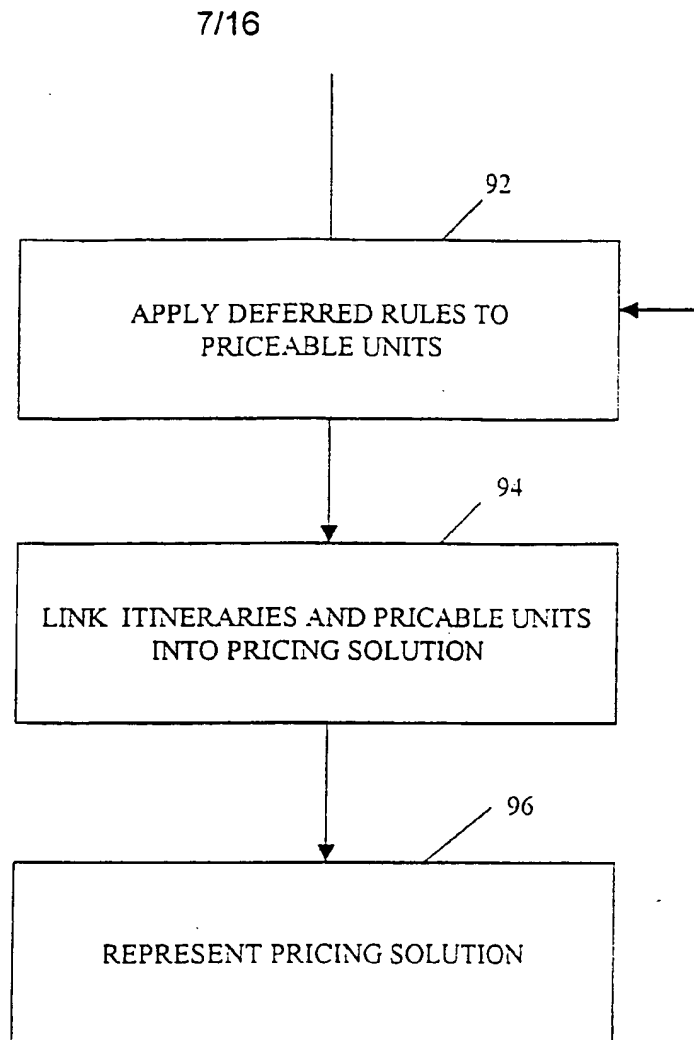 7/16
92
APPLY DEFERRED RULES TO
PRICEABLE UNITS
94
LINK ITINERARIES AND PRICABLE UNITS
INTO PRICING SOLUTION
96
REPRESENT PRICING SOLUTION